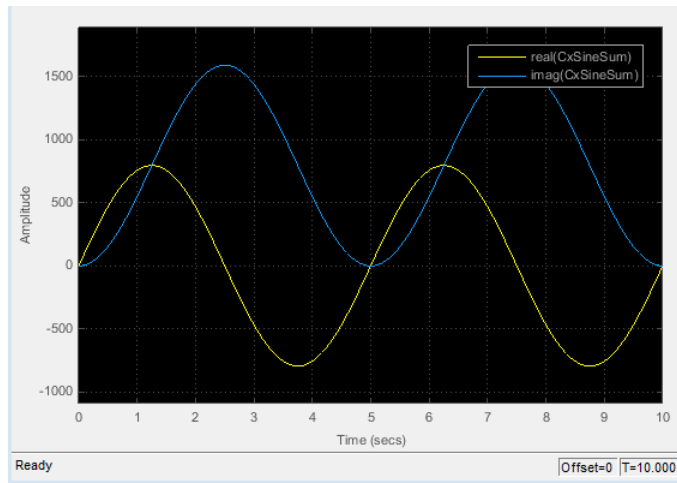 real(CxSineSum)
imag(CxSineSum)
1500
1000
500
0
-500
-1000
Amplitude
0 1 2 3 4 5 6 7 8 9 10
Time (secs)
Ready Offset=0 T=10.000